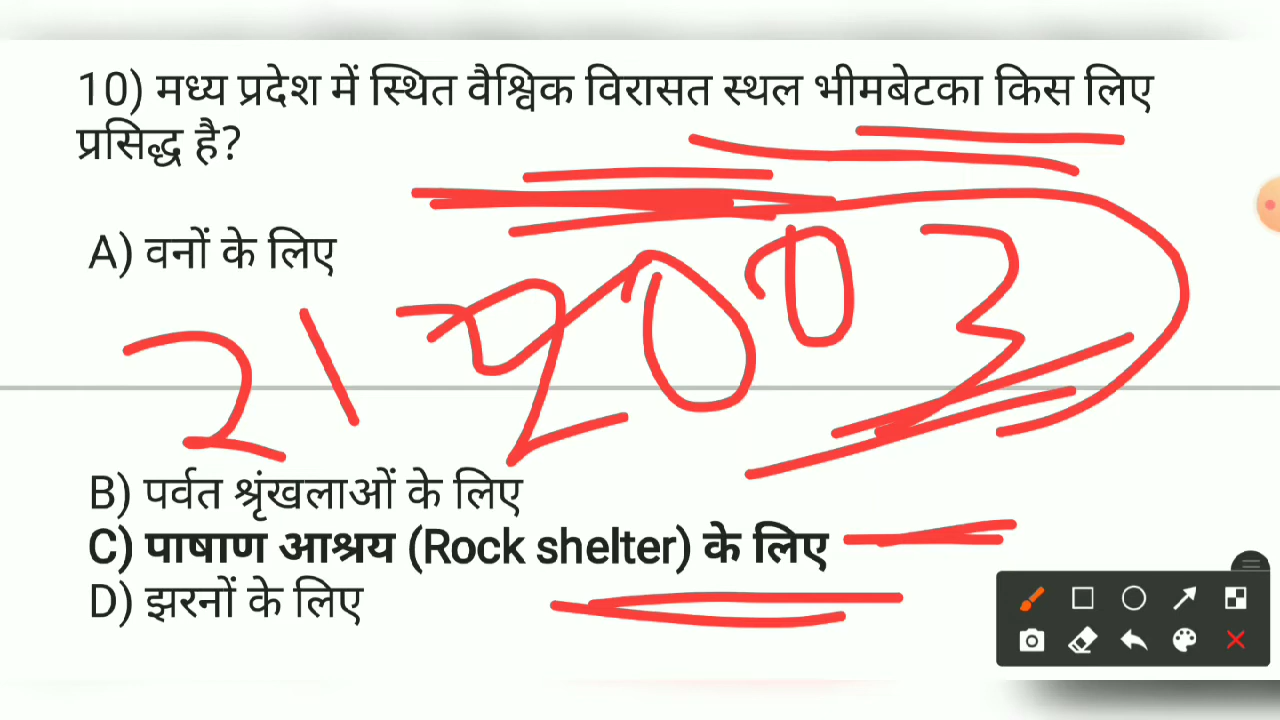 10) मध्य प्रदेश में स्थित वैश्विक विरासत स्थल भीमबेटका किस लिए
प्रसिद्ध है?
A) वनों के लिए
21 2003
B) पर्वत श्रृंखलाओं के लिए
C) पाषाण आश्रय (Rock shelter) के लिए
D) झरनों के लिए